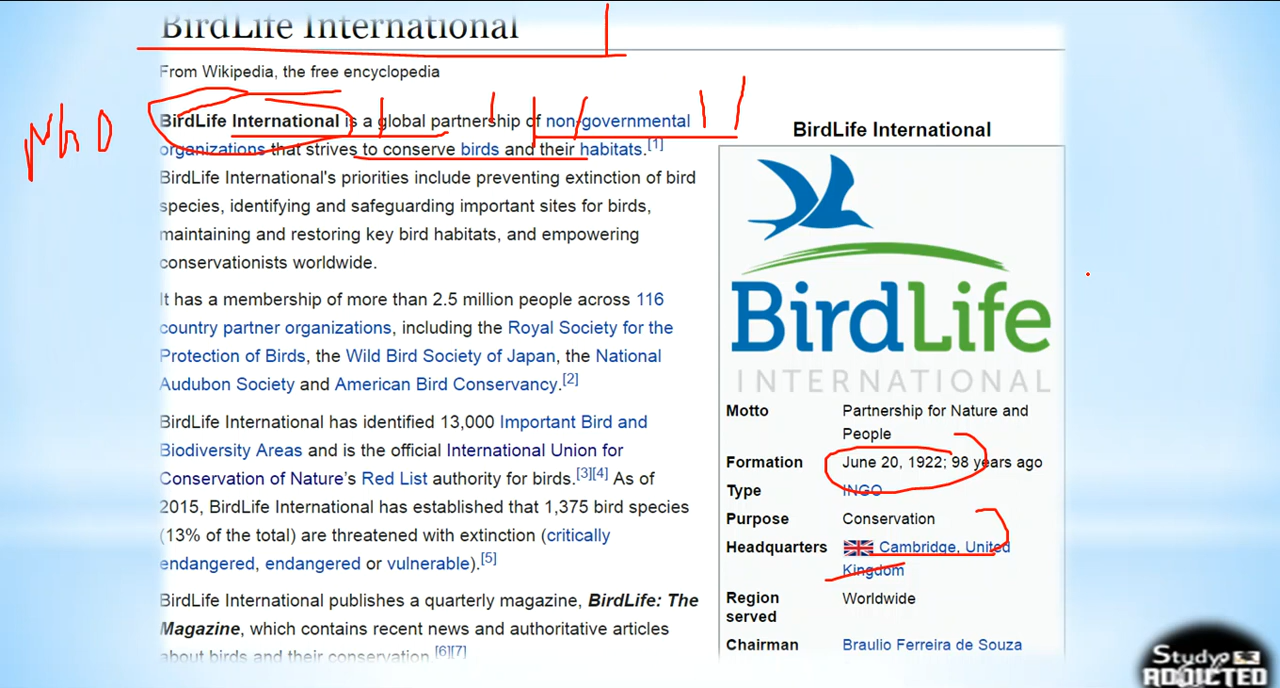 BirdLife International
From Wikipedia, the free encyclopedia
NGO
BirdLife International is a global partnership of non-governmental
organizations that strives to conserve birds and their habitats.[1]
BirdLife International's priorities include preventing extinction of bird
species, identifying and safeguarding important sites for birds,
maintaining and restoring key bird habitats, and empowering
conservationists worldwide.
It has a membership of more than 2.5 million people across 116
country partner organizations, including the Royal Society for the
Protection of Birds, the Wild Bird Society of Japan, the National
Audubon Society and American Bird Conservancy.[2]
BirdLife International has identified 13,000 Important Bird and
Biodiversity Areas and is the official International Union for
Conservation of Nature's Red List authority for birds.[3][4] As of
2015, BirdLife International has established that 1,375 bird species
(13% of the total) are threatened with extinction (critically
endangered, endangered or vulnerable).[5]
BirdLife International publishes a quarterly magazine, BirdLife: The
Magazine, which contains recent news and authoritative articles
about birds and their conservation.[6][7]
BirdLife International
BirdLife
INTERNATIONAL
Motto Partnership for Nature and
People
Formation June 20, 1922; 98 years ago
Type INGO
Purpose Conservation
Headquarters Cambridge, United
Kingdom
Region Worldwide
served
Chairman Braulio Ferreira de Souza
Study
ADDICTED